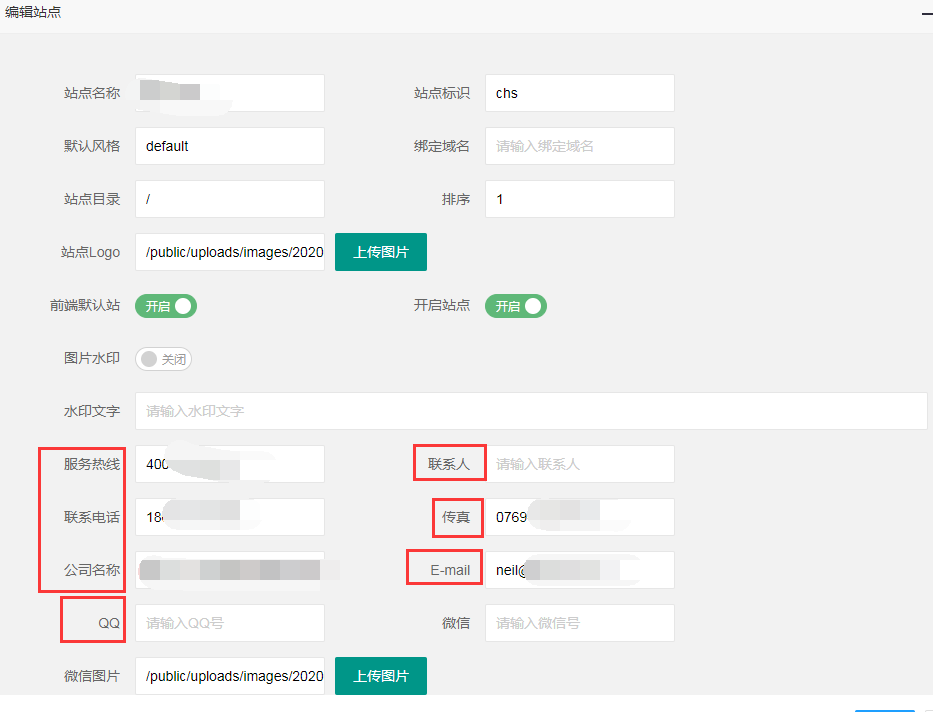 编辑站点
站点名称
站点标识 chs
默认风格 default
绑定域名 请输入绑定域名
站点目录 /
排序 1
站点Logo /public/uploads/images/2020 上传图片
前端默认站 开启
开启站点 开启
图片水印 关闭
水印文字 请输入水印文字
服务热线 400
联系人 请输入联系人
联系电话 18
传真 0769
公司名称
E-mail neil@
QQ 请输入QQ号
微信 请输入微信号
微信图片 /public/uploads/images/2020 上传图片